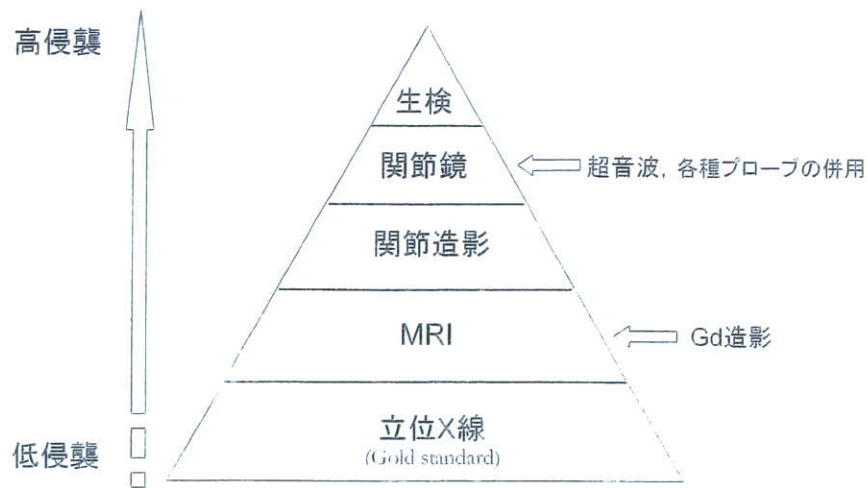 高侵襲
生検
関節鏡
超音波, 各種プローブの併用
関節造影
MRI
Gd造影
立位X線
(Gold standard)
低侵襲